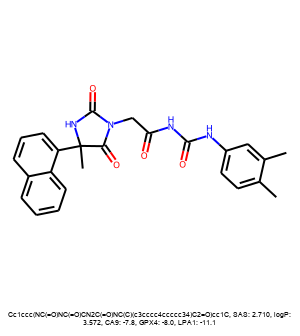 O
HN
N
O
O
NH
O
NH
Cc1ccc(NC(=O)NC(=O)CN2C(=O)NC(C)(c3cccc4ccccc34)C2=O)cc1C, SAS: 2.710, logP:
3.572, CA9: -7.8, GPX4: -8.0, LPA1: -11.1